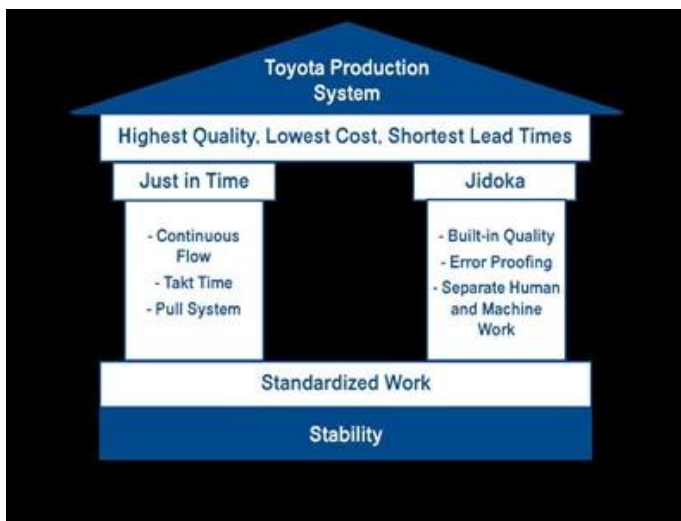 Toyota Production
System
Highest Quality, Lowest Cost, Shortest Lead Times
Just in Time
- Continuous
Flow
- Takt Time
- Pull System
Jidoka
- Built-in Quality
- Error Proofing
- Separate Human
and Machine
Work
Standardized Work
Stability